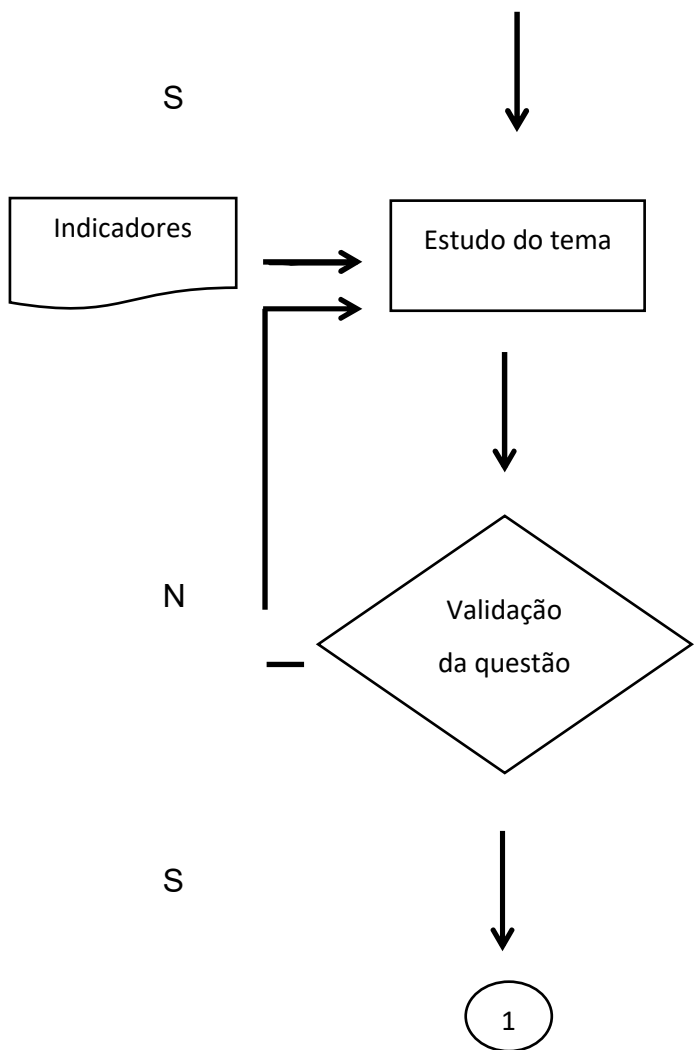 S
Indicadores
Estudo do tema
N
Validação
da questão
S
1